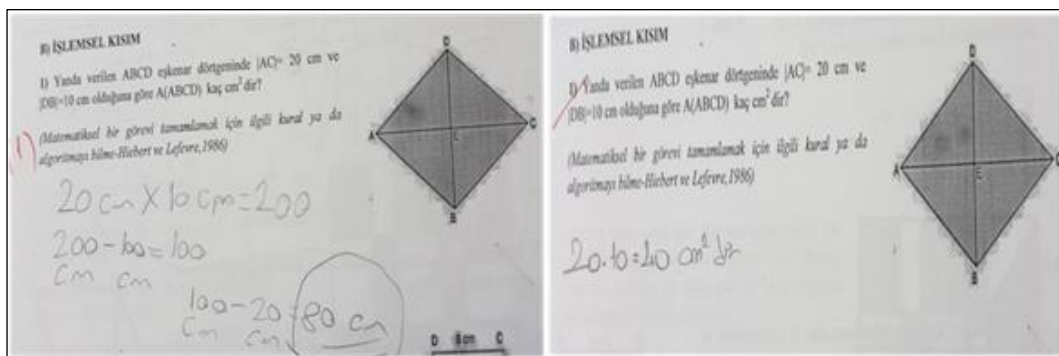 B) İŞLEMSEL KISIM
1) Yanda verilen ABCD eşkenar dörtgeninde |AC|= 20 cm ve
|DB|=10 cm olduğuna göre A(ABCD) kaç cm² dir?
(Matematiksel bir görevi tamamlamak için ilgili kural ya da
algoritmayı bilme-Hiebert ve Lefevre,1986)
D
A
E
C
B
20 cm X 10 cm = 200
200 - 100 = 100
cm cm
100 - 20 = 80 cm
cm cm
D 8 cm C
B) İŞLEMSEL KISIM
1) Yanda verilen ABCD eşkenar dörtgeninde |AC|= 20 cm ve
|DB|=10 cm olduğuna göre A(ABCD) kaç cm² dir?
(Matematiksel bir görevi tamamlamak için ilgili kural ya da
algoritmayı bilme-Hiebert ve Lefevre,1986)
D
A
E
C
B
20.10=20 cm² dir